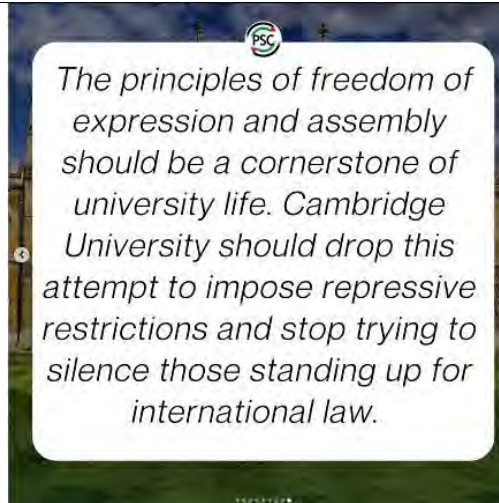 PSC
The principles of freedom of
expression and assembly
should be a cornerstone of
university life. Cambridge
University should drop this
attempt to impose repressive
restrictions and stop trying to
silence those standing up for
international law.